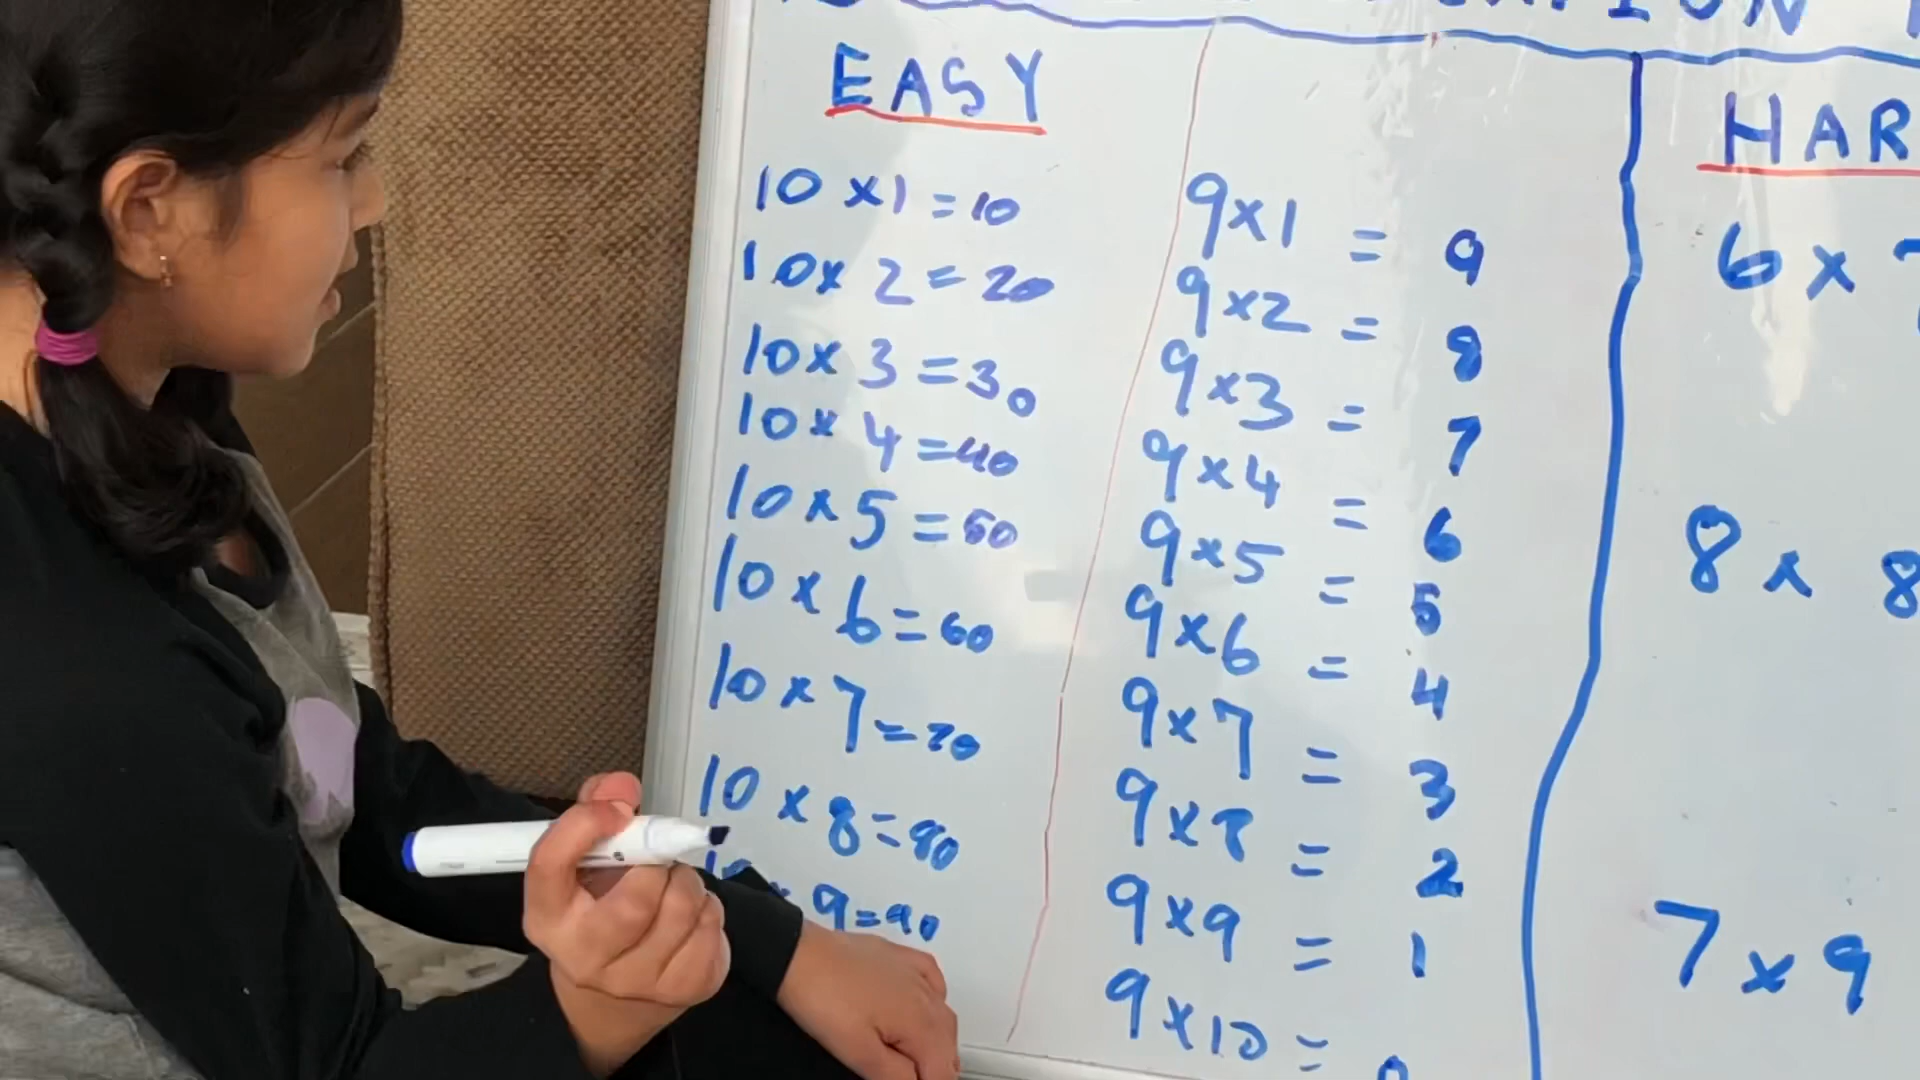 EASY
10 x 1 = 10
10 x 2 = 20
10 x 3 = 30
10 x 4 = 40
10 x 5 = 50
10 x 6 = 60
10 x 7 = 70
10 x 8 = 80
9 = 90
9 x 1 = 9
9 x 2 = 8
9 x 3 = 7
9 x 4 = 6
9 x 5 = 5
9 x 6 = 4
9 x 7 = 3
9 x 8 = 2
9 x 9 = 1
9 x 10 = 0
HAR
6 x 7
8 x 8
7 x 9